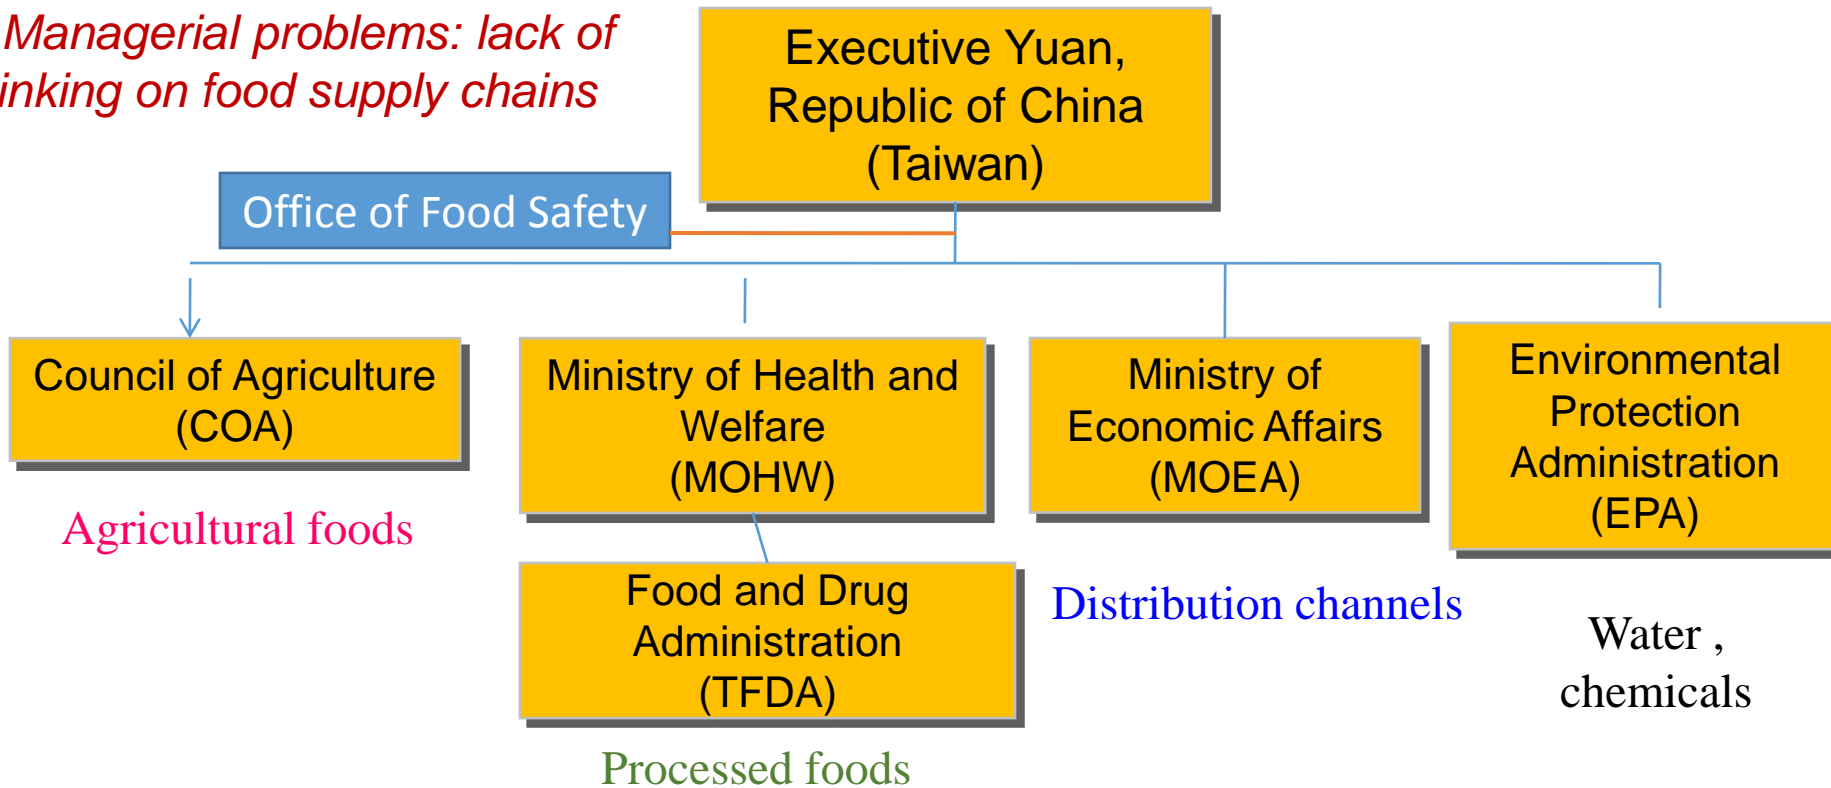 Managerial problems: lack of
inking on food supply chains
Executive Yuan,
Republic of China
(Taiwan)
Office of Food Safety
Council of Agriculture
(COA)
Agricultural foods
Ministry of Health and
Welfare
(MOHW)
Food and Drug
Administration
(TFDA)
Processed foods
Ministry of
Economic Affairs
(MOEA)
Distribution channels
Environmental
Protection
Administration
(EPA)
Water ,
chemicals